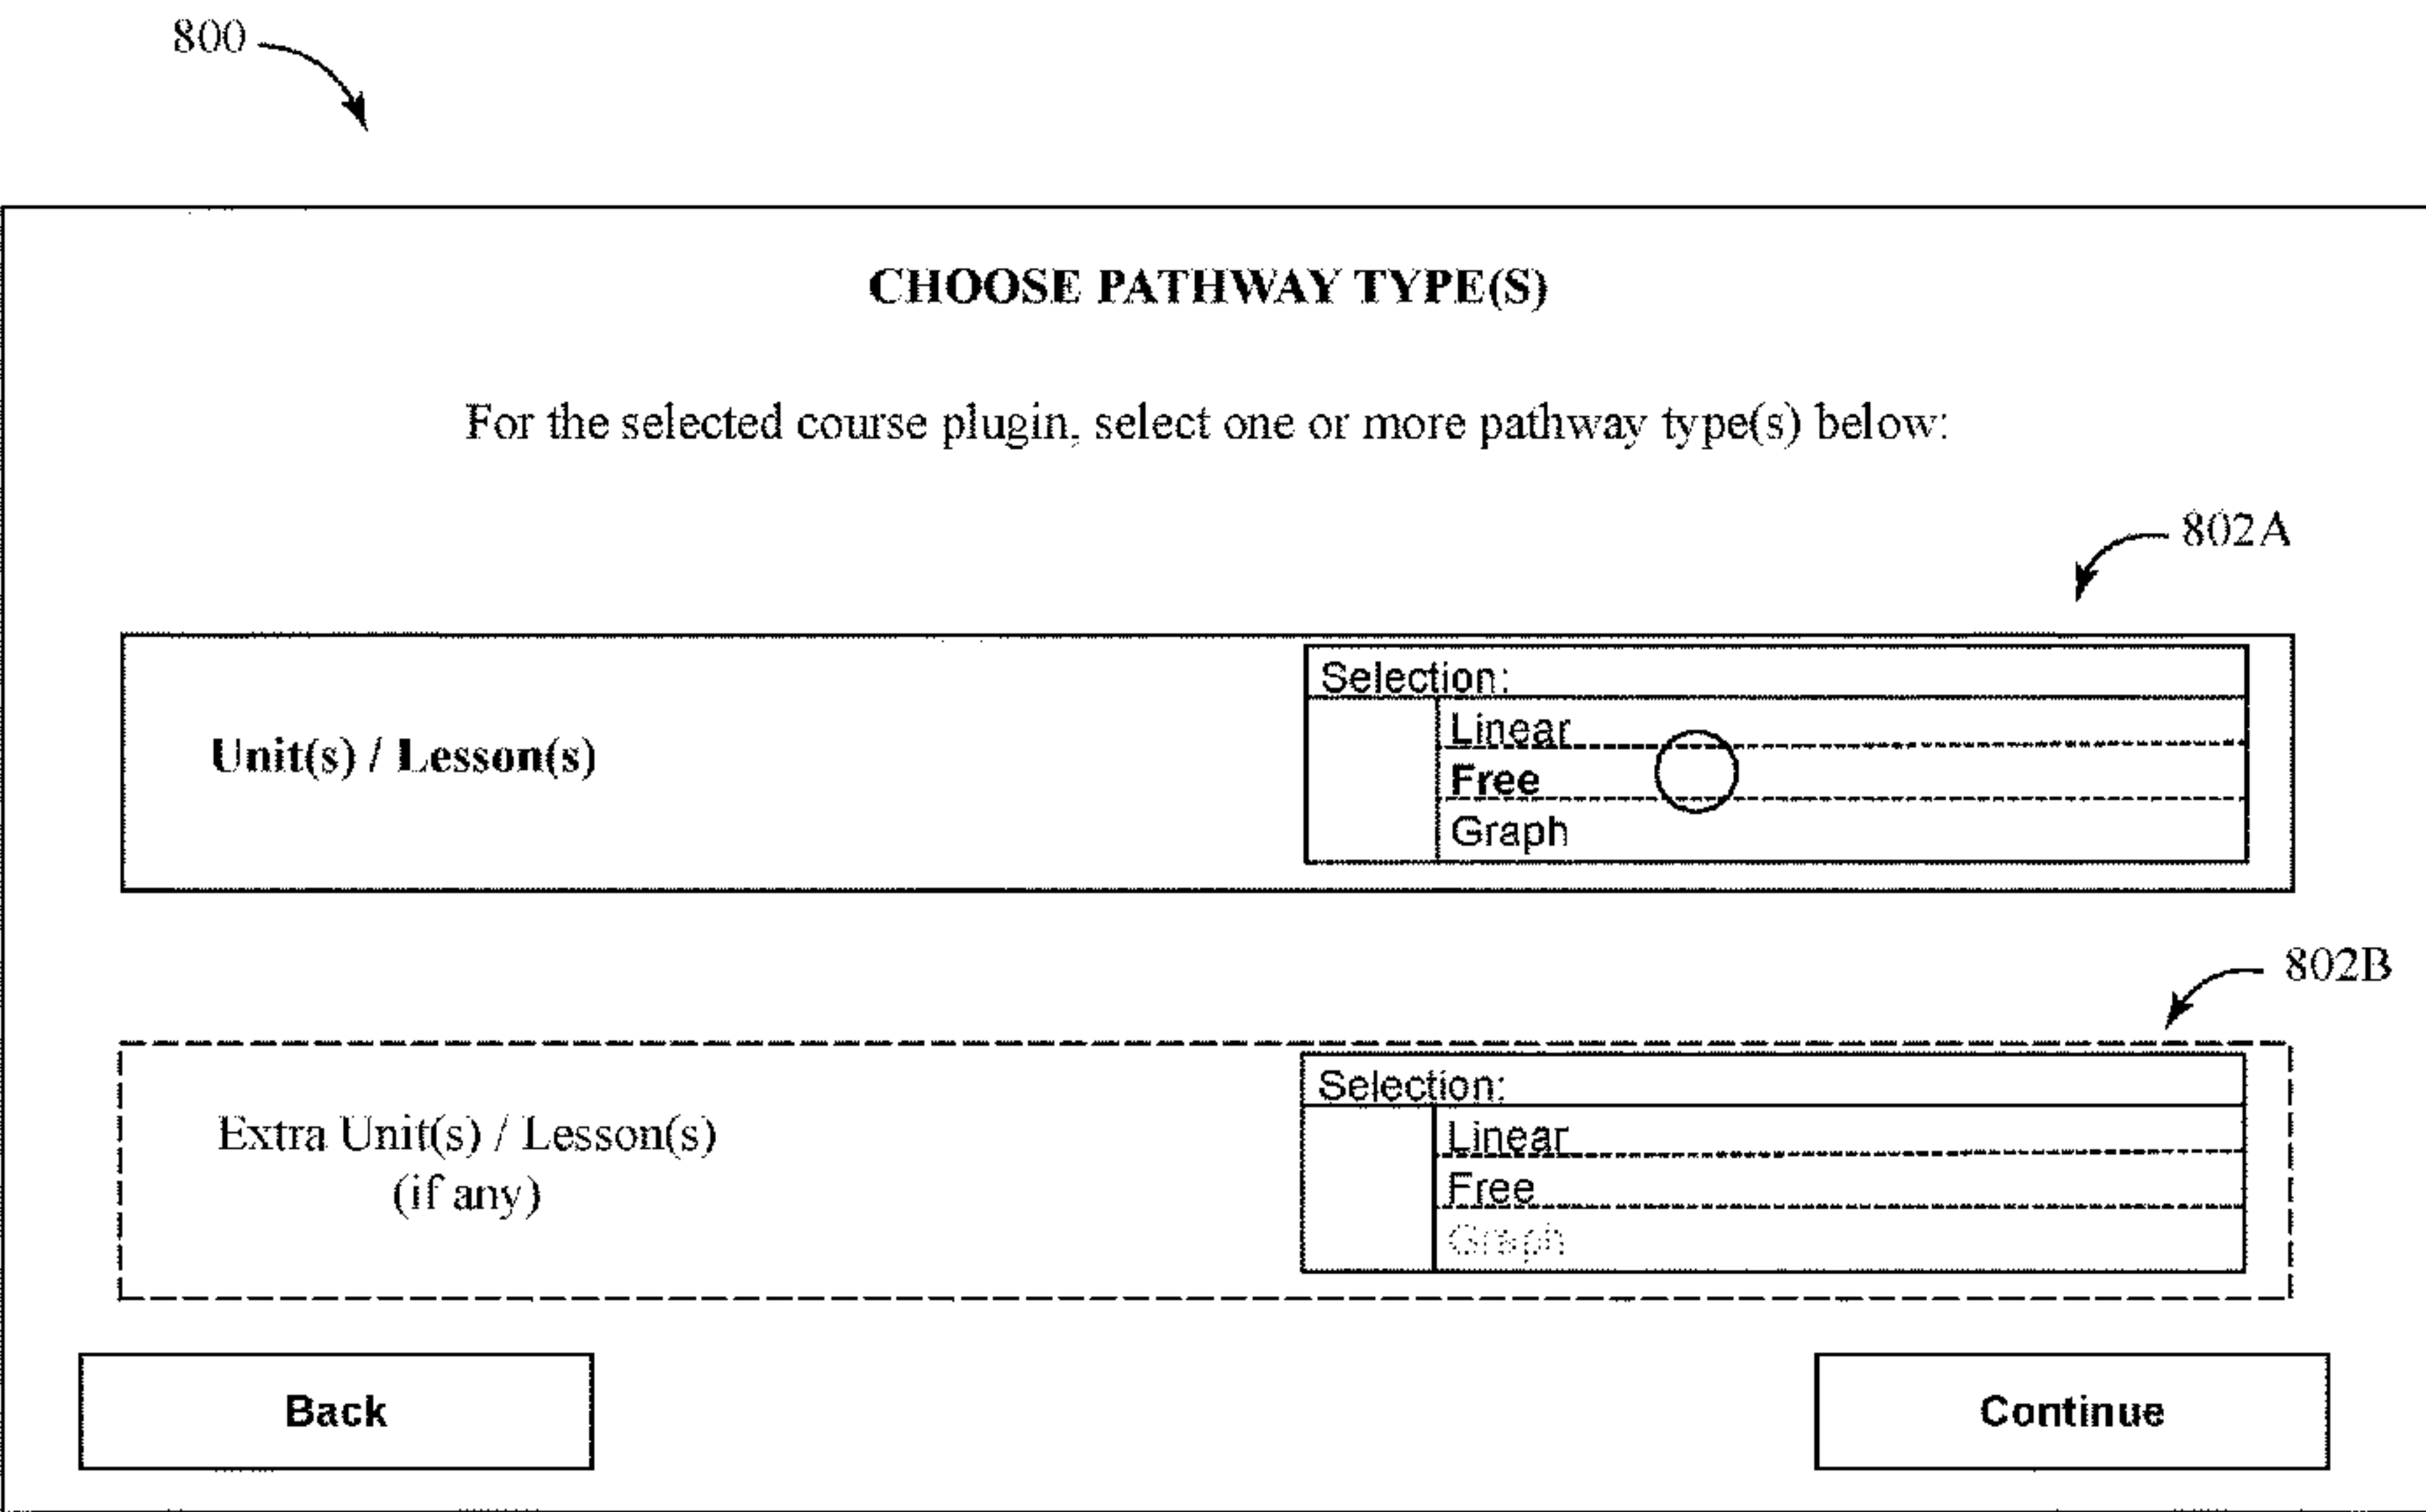 800
CHOOSE PATHWAY TYPE(S)
For the selected course plugin, select one or more pathway type(s) below:
802A
Unit(s) / Lesson(s)
Selection:
Linear
Free
Graph
802B
Extra Unit(s) / Lesson(s)
(if any)
Selection:
Linear
Free
Graph
Back
Continue